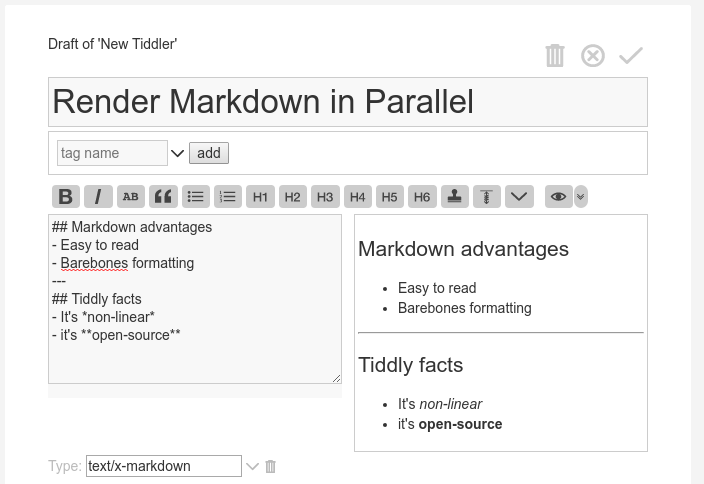 Draft of 'New Tiddler'
Render Markdown in Parallel
tag name add
B I AB H1 H2 H3 H4 H5 H6
## Markdown advantages
- Easy to read
- Barebones formatting
---
## Tiddly facts
- It's *non-linear*
- it's **open-source**
Markdown advantages
• Easy to read
• Barebones formatting
Tiddly facts
• It's non-linear
• it's open-source
Type: text/x-markdown